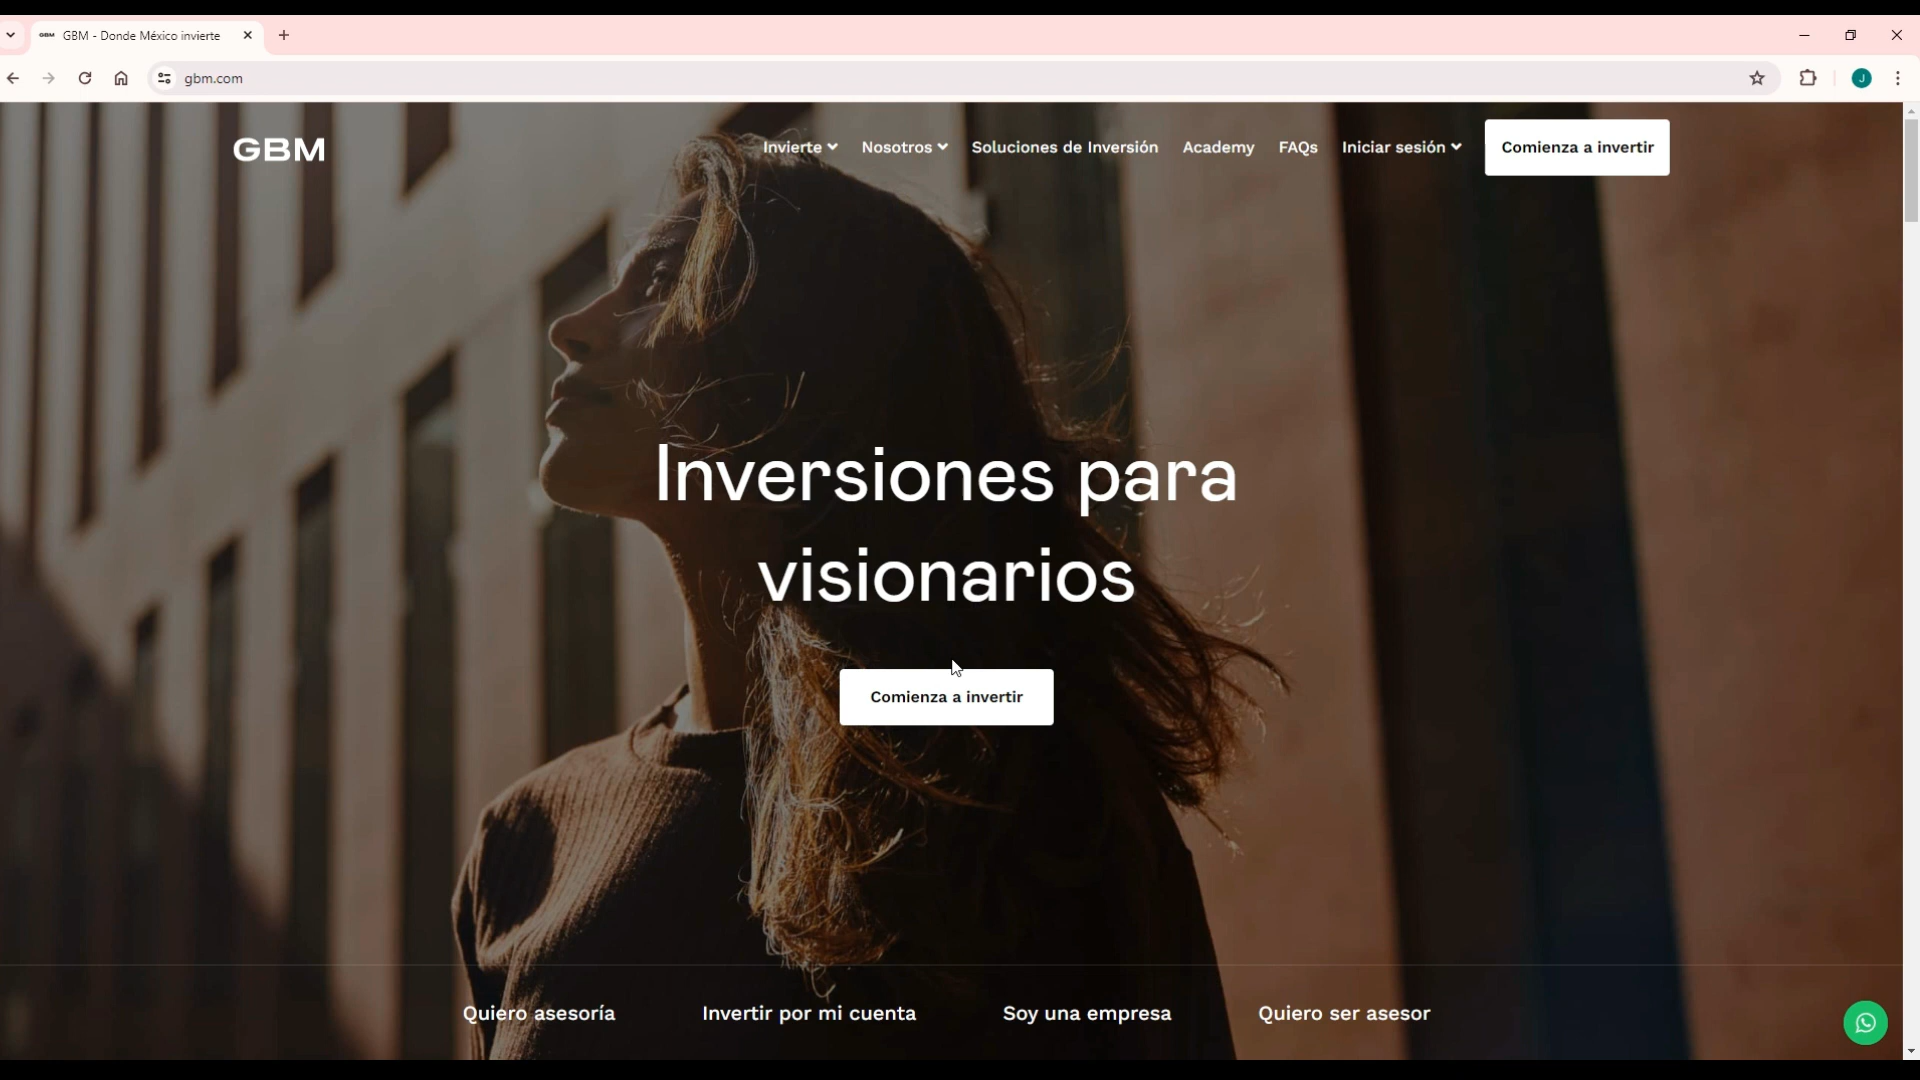 GBM GBM - Donde México invierte
gbm.com
J
GBM
Invierte Nosotros Soluciones de Inversión Academy FAQs Iniciar sesión Comienza a invertir
Inversiones para
visionarios
Comienza a invertir
Quiero asesoría Invertir por mi cuenta Soy una empresa Quiero ser asesor